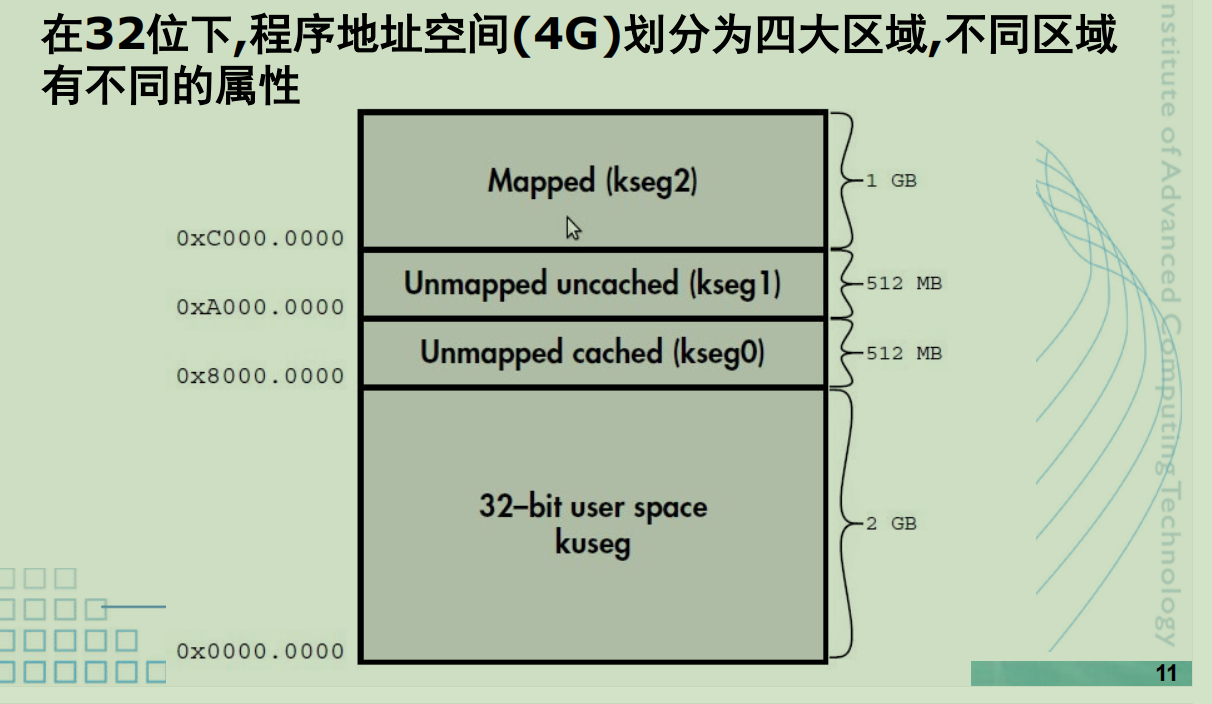 在32位下,程序地址空间(4G)划分为四大区域,不同区域
有不同的属性
Mapped (kseg2)
1 GB
0xC000.0000
Unmapped uncached (kseg1)
512 MB
0xA000.0000
Unmapped cached (kseg0)
512 MB
0x8000.0000
32–bit user space
kuseg
2 GB
0x0000.0000
nstitute of Advanced Computing Technology
11